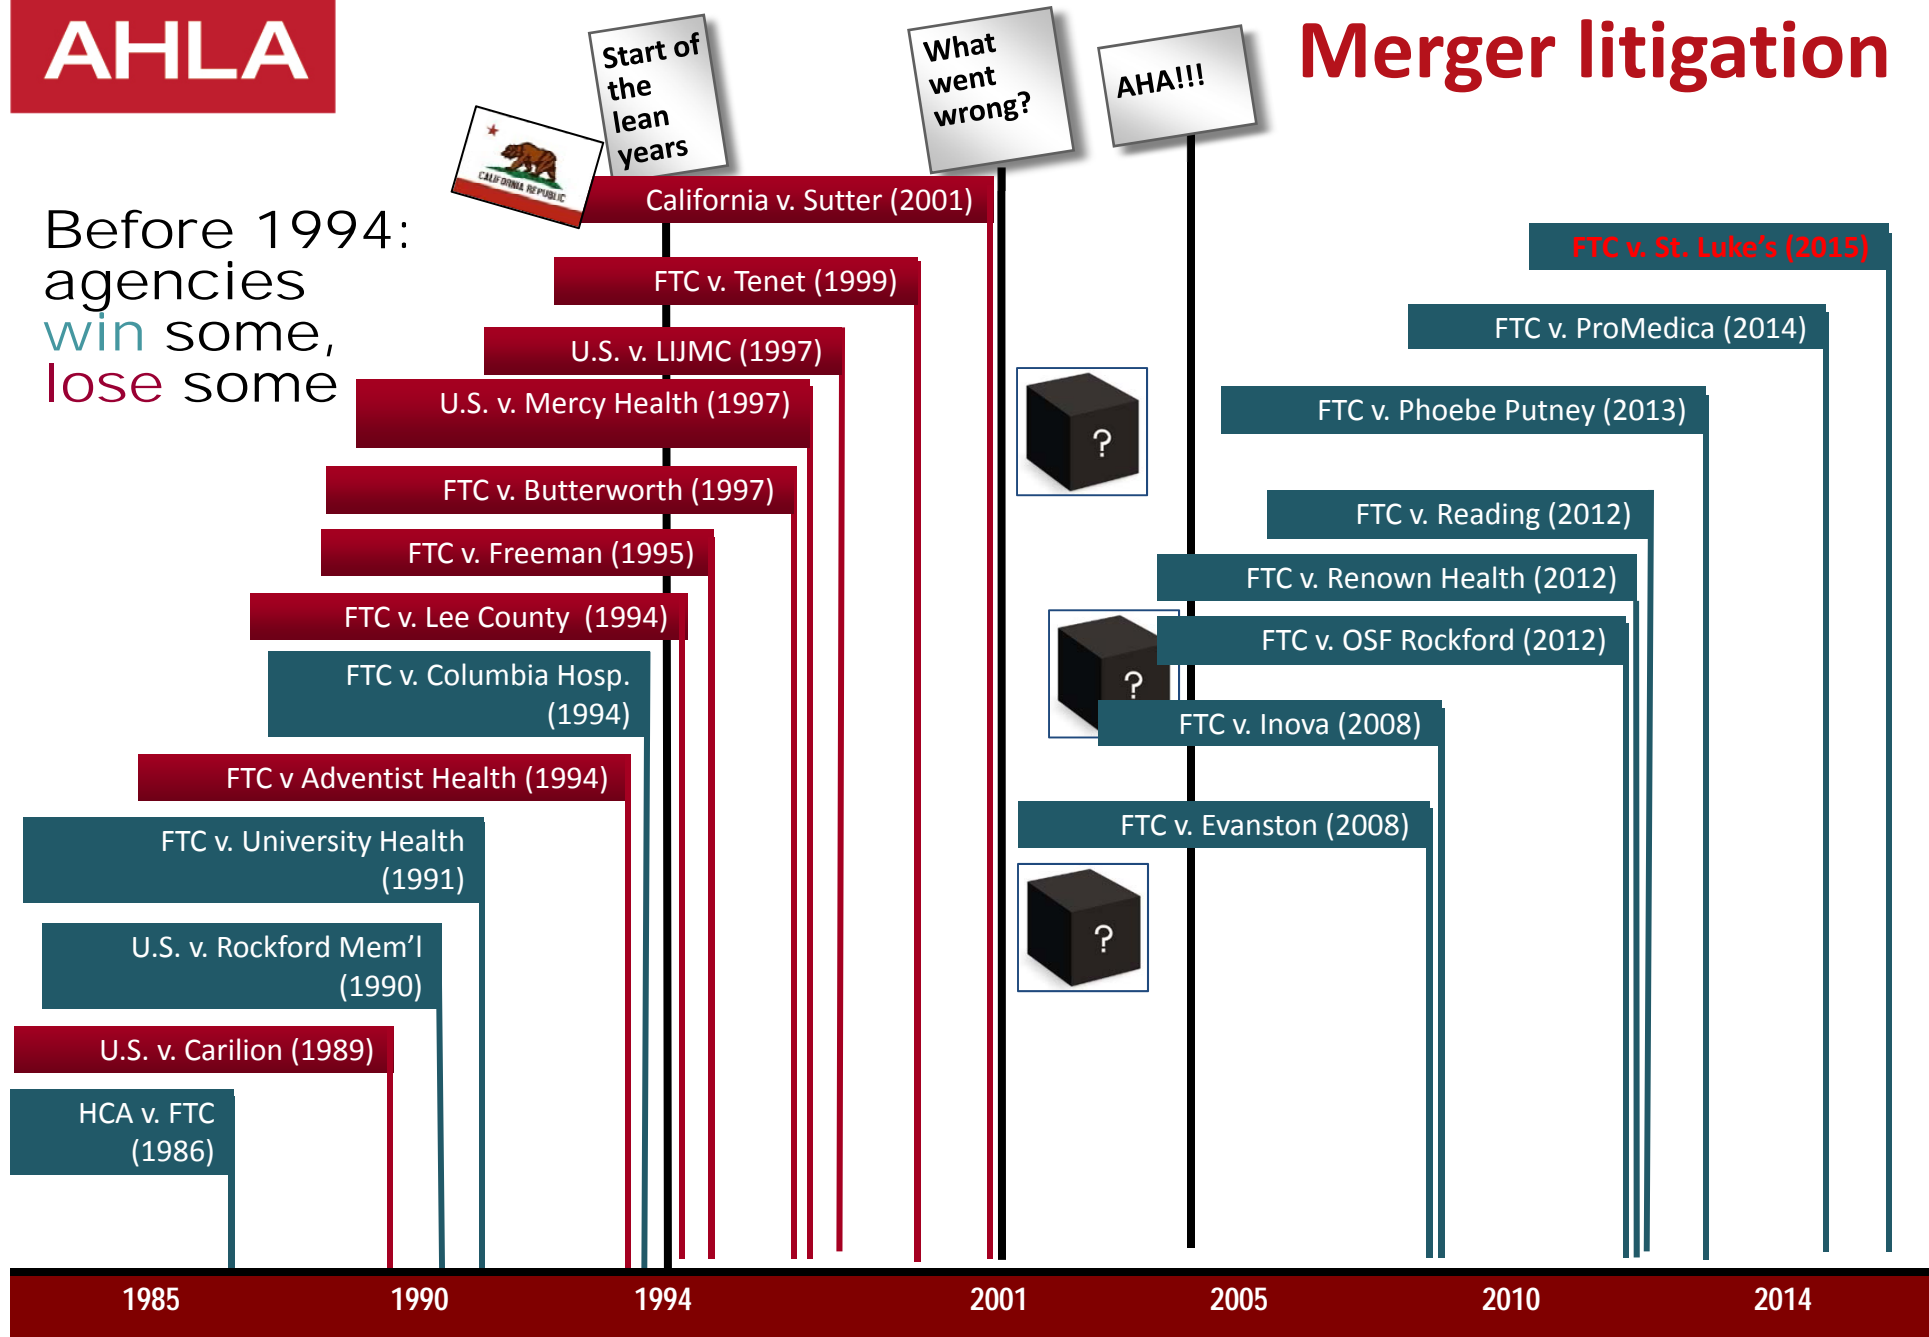 AHLA
Start of
the
lean
years
What
went
wrong?
AHA!!!
Merger litigation
CALIFORNIA REPUBLIC
Before 1994:
agencies
win some,
lose some
California v. Sutter (2001)
FTC v. Tenet (1999)
U.S. v. LIJMC (1997)
U.S. v. Mercy Health (1997)
FTC v. Butterworth (1997)
FTC v. Freeman (1995)
FTC v. Lee County (1994)
FTC v. Columbia Hosp.
(1994)
FTC v Adventist Health (1994)
FTC v. University Health
(1991)
U.S. v. Rockford Mem’l
(1990)
U.S. v. Carilion (1989)
HCA v. FTC
(1986)
?
?
?
FTC v. St. Luke’s (2015)
FTC v. ProMedica (2014)
FTC v. Phoebe Putney (2013)
FTC v. Reading (2012)
FTC v. Renown Health (2012)
FTC v. OSF Rockford (2012)
FTC v. Inova (2008)
FTC v. Evanston (2008)
1985 1990 1994 2001 2005 2010 2014